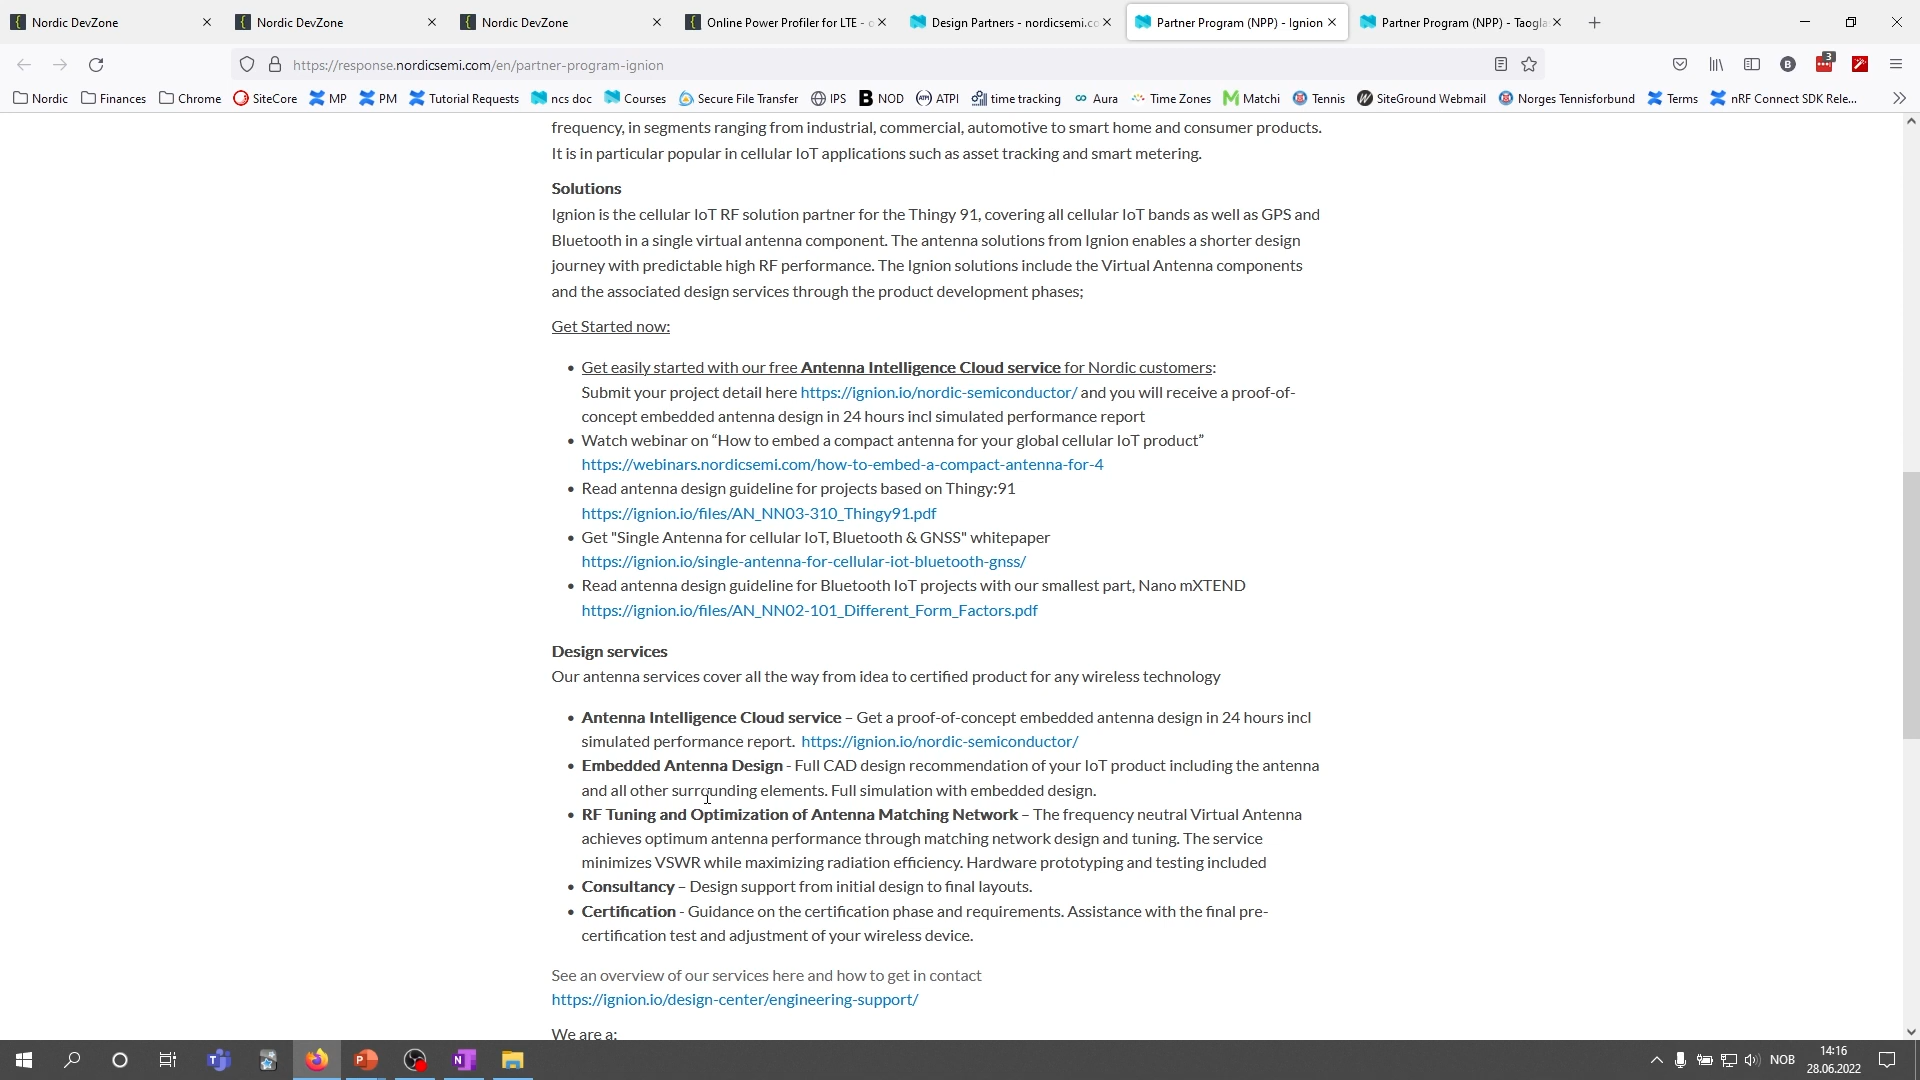 Nordic DevZone
Nordic DevZone
Nordic DevZone
Online Power Profiler for LTE - o
Design Partners - nordicsemi.co
Partner Program (NPP) - Ignion
Partner Program (NPP) - Taogla
https://response.nordicsemi.com/en/partner-program-ignion
B
3
Nordic Finances Chrome SiteCore MP PM Tutorial Requests ncs doc Courses Secure File Transfer IPS NOD ATPI time tracking Aura Time Zones Matchi Tennis SiteGround Webmail Norges Tennisforbund Terms nRF Connect SDK Rele...
frequency, in segments ranging from industrial, commercial, automotive to smart home and consumer products.
It is in particular popular in cellular IoT applications such as asset tracking and smart metering.
Solutions
Ignion is the cellular IoT RF solution partner for the Thingy 91, covering all cellular IoT bands as well as GPS and
Bluetooth in a single virtual antenna component. The antenna solutions from Ignion enables a shorter design
journey with predictable high RF performance. The Ignion solutions include the Virtual Antenna components
and the associated design services through the product development phases;
Get Started now:
• Get easily started with our free Antenna Intelligence Cloud service for Nordic customers:
Submit your project detail here https://ignion.io/nordic-semiconductor/ and you will receive a proof-of-
concept embedded antenna design in 24 hours incl simulated performance report
• Watch webinar on “How to embed a compact antenna for your global cellular IoT product”
https://webinars.nordicsemi.com/how-to-embed-a-compact-antenna-for-4
• Read antenna design guideline for projects based on Thingy:91
https://ignion.io/files/AN_NN03-310_Thingy91.pdf
• Get "Single Antenna for cellular IoT, Bluetooth & GNSS" whitepaper
https://ignion.io/single-antenna-for-cellular-iot-bluetooth-gnss/
• Read antenna design guideline for Bluetooth IoT projects with our smallest part, Nano mXTEND
https://ignion.io/files/AN_NN02-101_Different_Form_Factors.pdf
Design services
Our antenna services cover all the way from idea to certified product for any wireless technology
• Antenna Intelligence Cloud service – Get a proof-of-concept embedded antenna design in 24 hours incl
simulated performance report. https://ignion.io/nordic-semiconductor/
• Embedded Antenna Design - Full CAD design recommendation of your IoT product including the antenna
and all other surrounding elements. Full simulation with embedded design.
• RF Tuning and Optimization of Antenna Matching Network – The frequency neutral Virtual Antenna
achieves optimum antenna performance through matching network design and tuning. The service
minimizes VSWR while maximizing radiation efficiency. Hardware prototyping and testing included
• Consultancy – Design support from initial design to final layouts.
• Certification - Guidance on the certification phase and requirements. Assistance with the final pre-
certification test and adjustment of your wireless device.
See an overview of our services here and how to get in contact
https://ignion.io/design-center/engineering-support/
We are a:
NOB
14:16
28.06.2022